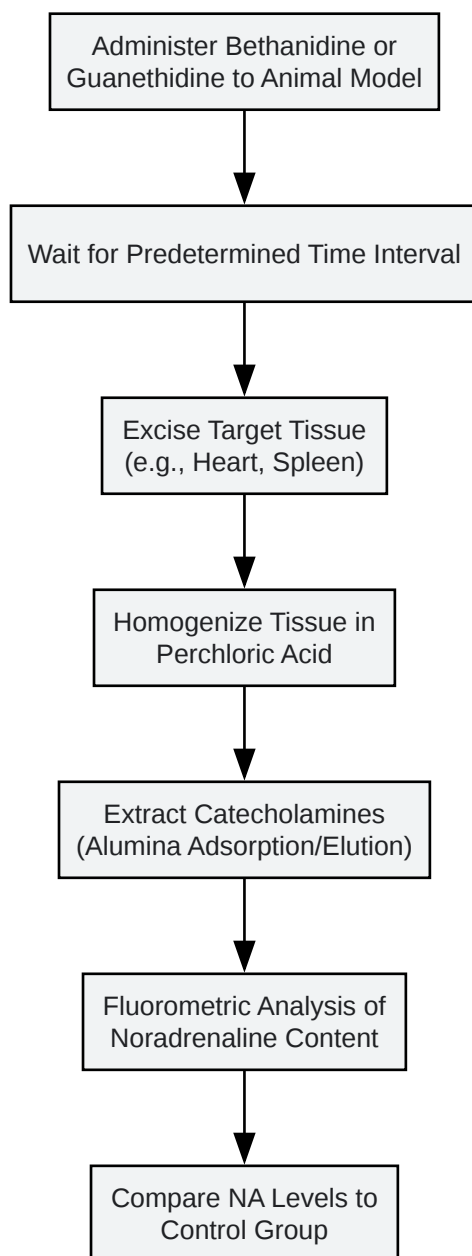 Administer Bethanidine or
Guanethidine to Animal Model
Wait for Predetermined Time Interval
Excise Target Tissue
(e.g., Heart, Spleen)
Homogenize Tissue in
Perchloric Acid
Extract Catecholamines
(Alumina Adsorption/Elution)
Fluorometric Analysis of
Noradrenaline Content
Compare NA Levels to
Control Group